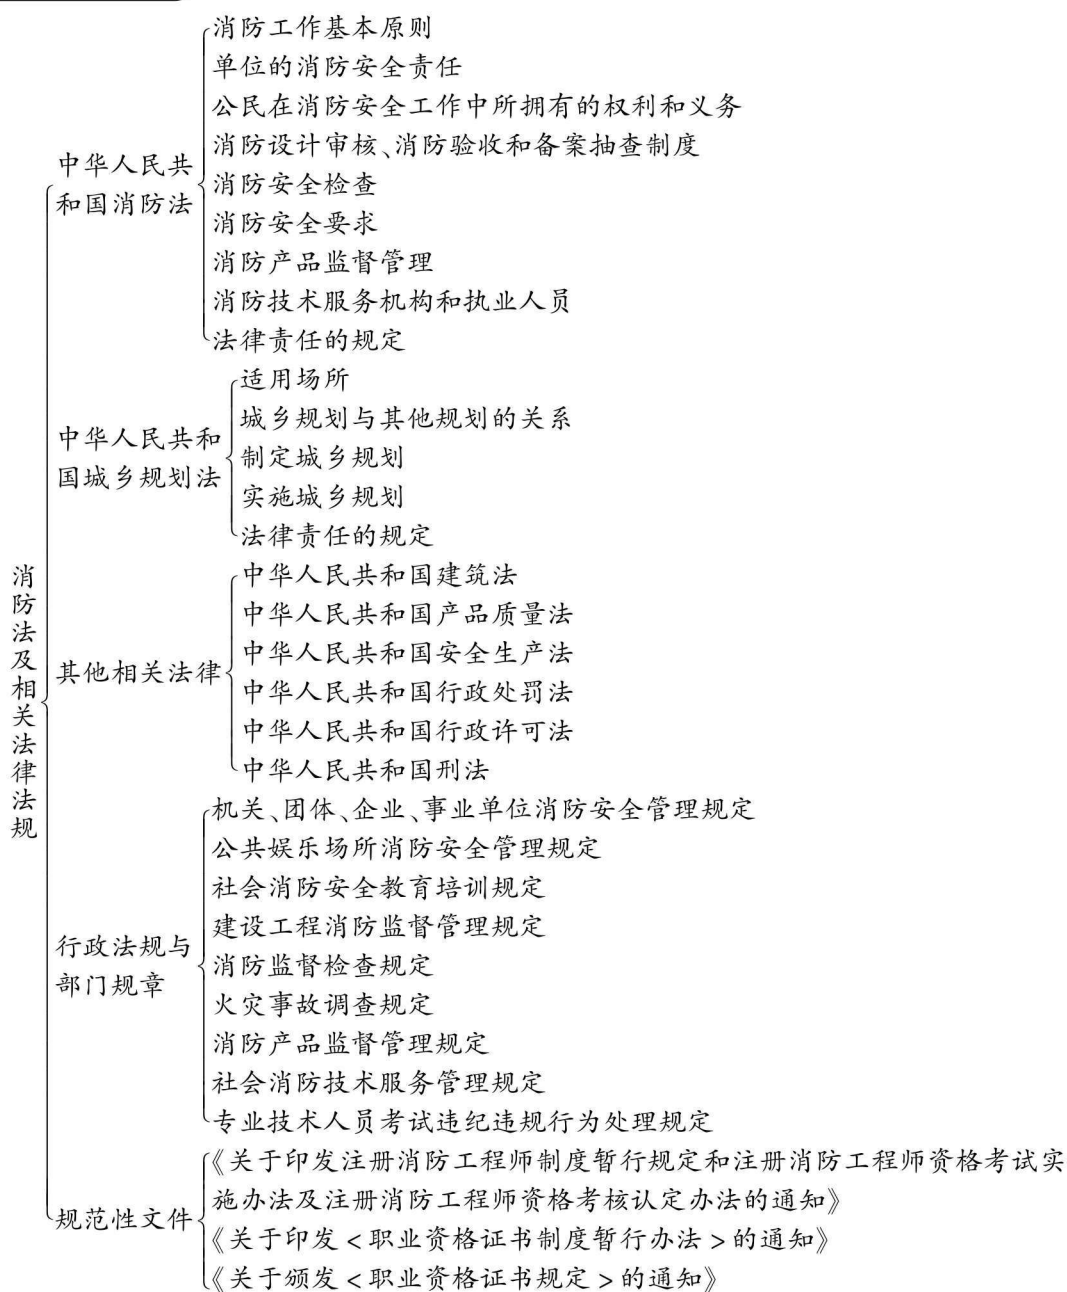 消防法及相关法律法规
中华人民共
和国消防法
消防工作基本原则
单位的消防安全责任
公民在消防安全工作中所拥有的权利和义务
消防设计审核、消防验收和备案抽查制度
消防安全检查
消防安全要求
消防产品监督管理
消防技术服务机构和执业人员
法律责任的规定
中华人民共和
国城乡规划法
适用场所
城乡规划与其他规划的关系
制定城乡规划
实施城乡规划
法律责任的规定
其他相关法律
中华人民共和国建筑法
中华人民共和国产品质量法
中华人民共和国安全生产法
中华人民共和国行政处罚法
中华人民共和国行政许可法
中华人民共和国刑法
行政法规与
部门规章
机关、团体、企业、事业单位消防安全管理规定
公共娱乐场所消防安全管理规定
社会消防安全教育培训规定
建设工程消防监督管理规定
消防监督检查规定
火灾事故调查规定
消防产品监督管理规定
社会消防技术服务管理规定
专业技术人员考试违纪违规行为处理规定
规范性文件
《关于印发注册消防工程师制度暂行规定和注册消防工程师资格考试实
施办法及注册消防工程师资格考核认定办法的通知》
《关于印发<职业资格证书制度暂行办法>的通知》
《关于颁发<职业资格证书规定>的通知》